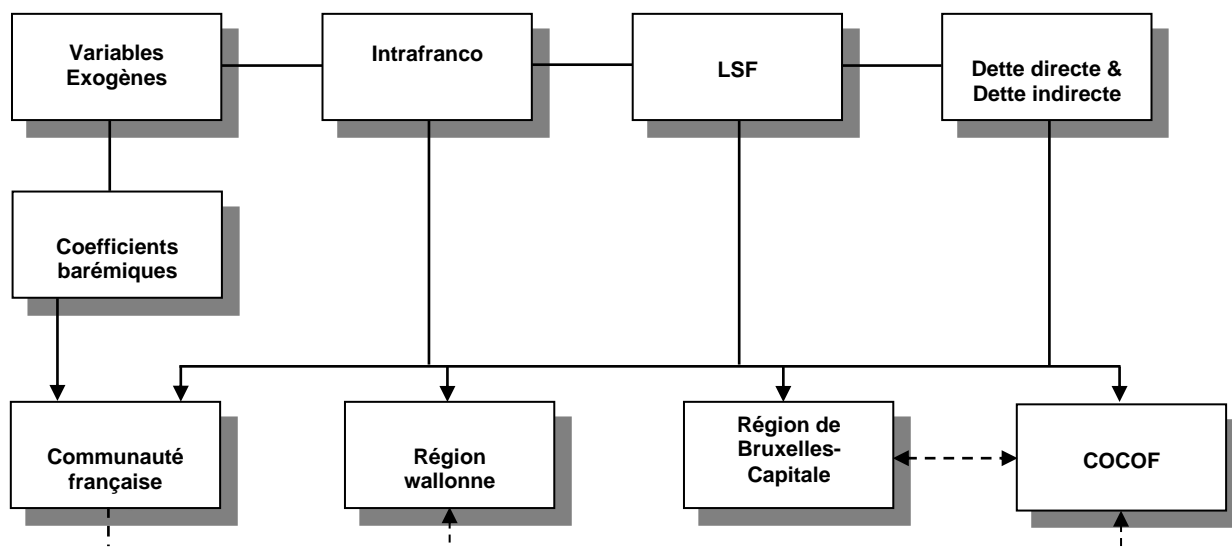 Variables
Exogènes
Intrafranco
LSF
Dette directe &
Dette indirecte
Coefficients
barémiques
Communauté
française
Région
wallonne
Région de
Bruxelles-
Capitale
COCOF